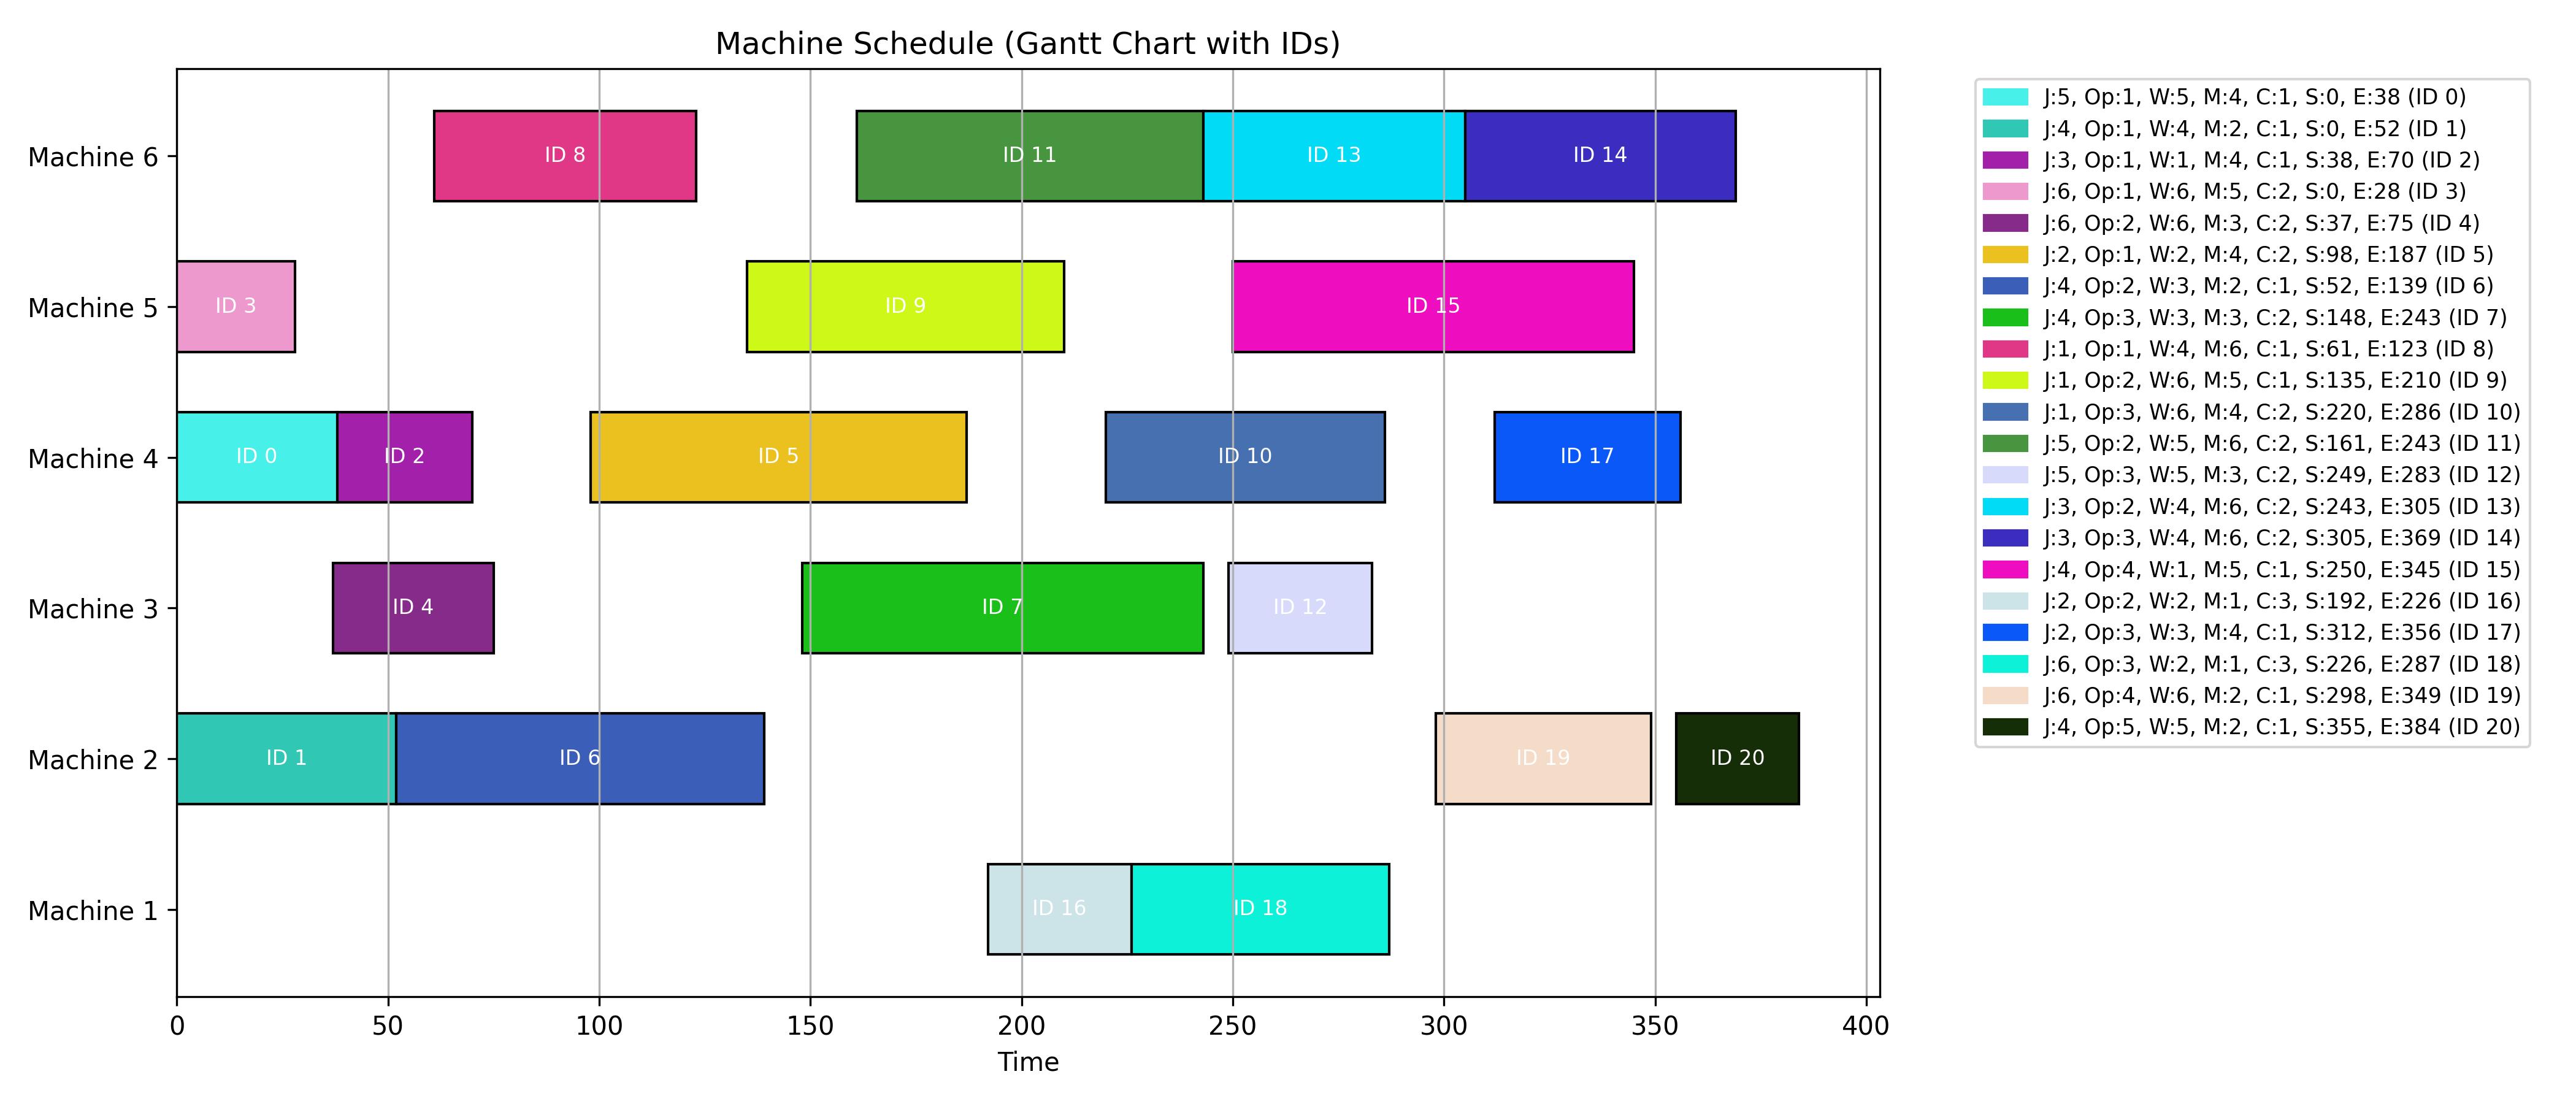 Machine Schedule (Gantt Chart with IDs)
Machine 6
ID 8
ID 11
ID 13
ID 14
Machine 5
ID 3
ID 9
ID 15
Machine 4
ID 0
ID 2
ID 5
ID 10
ID 17
Machine 3
ID 4
ID 7
ID 12
Machine 2
ID 1
ID 6
ID 19
ID 20
Machine 1
ID 16
ID 18
0 50 100 150 200 250 300 350 400
Time
J:5, Op:1, W:5, M:4, C:1, S:0, E:38 (ID 0)
J:4, Op:1, W:4, M:2, C:1, S:0, E:52 (ID 1)
J:3, Op:1, W:1, M:4, C:1, S:38, E:70 (ID 2)
J:6, Op:1, W:6, M:5, C:2, S:0, E:28 (ID 3)
J:6, Op:2, W:6, M:3, C:2, S:37, E:75 (ID 4)
J:2, Op:1, W:2, M:4, C:2, S:98, E:187 (ID 5)
J:4, Op:2, W:3, M:2, C:1, S:52, E:139 (ID 6)
J:4, Op:3, W:3, M:3, C:2, S:148, E:243 (ID 7)
J:1, Op:1, W:4, M:6, C:1, S:61, E:123 (ID 8)
J:1, Op:2, W:6, M:5, C:1, S:135, E:210 (ID 9)
J:1, Op:3, W:6, M:4, C:2, S:220, E:286 (ID 10)
J:5, Op:2, W:5, M:6, C:2, S:161, E:243 (ID 11)
J:5, Op:3, W:5, M:3, C:2, S:249, E:283 (ID 12)
J:3, Op:2, W:4, M:6, C:2, S:243, E:305 (ID 13)
J:3, Op:3, W:4, M:6, C:2, S:305, E:369 (ID 14)
J:4, Op:4, W:1, M:5, C:1, S:250, E:345 (ID 15)
J:2, Op:2, W:2, M:1, C:3, S:192, E:226 (ID 16)
J:2, Op:3, W:3, M:4, C:1, S:312, E:356 (ID 17)
J:6, Op:3, W:2, M:1, C:3, S:226, E:287 (ID 18)
J:6, Op:4, W:6, M:2, C:1, S:298, E:349 (ID 19)
J:4, Op:5, W:5, M:2, C:1, S:355, E:384 (ID 20)